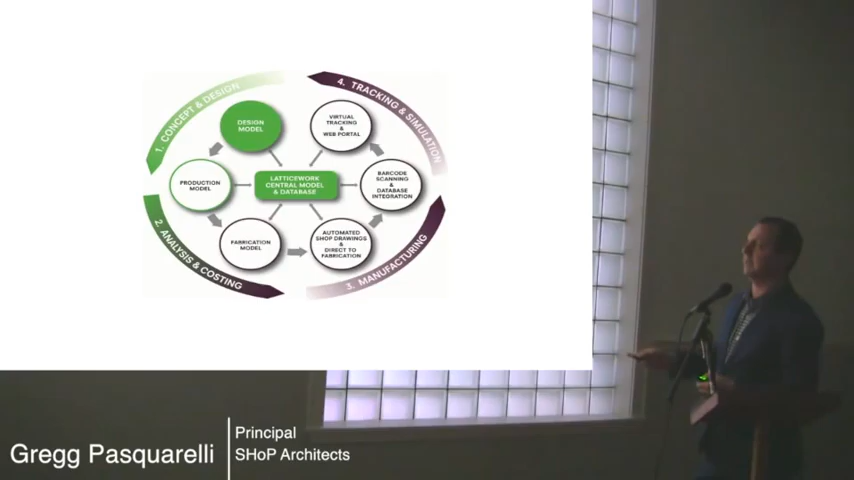 1. CONCEPT & DESIGN
4. TRACKING & SIMULATION
DESIGN
MODEL
VIRTUAL
TRACKING
&
WEB PORTAL
PRODUCTION
MODEL
LATTICEWORK
CENTRAL MODEL
& DATABASE
BARCODE
SCANNING
&
DATABASE
INTEGRATION
FABRICATION
MODEL
AUTOMATED
SHOP DRAWINGS
&
DIRECT TO
FABRICATION
2. ANALYSIS & COSTING
3. MANUFACTURING
Gregg Pasquarelli
Principal
SHoP Architects